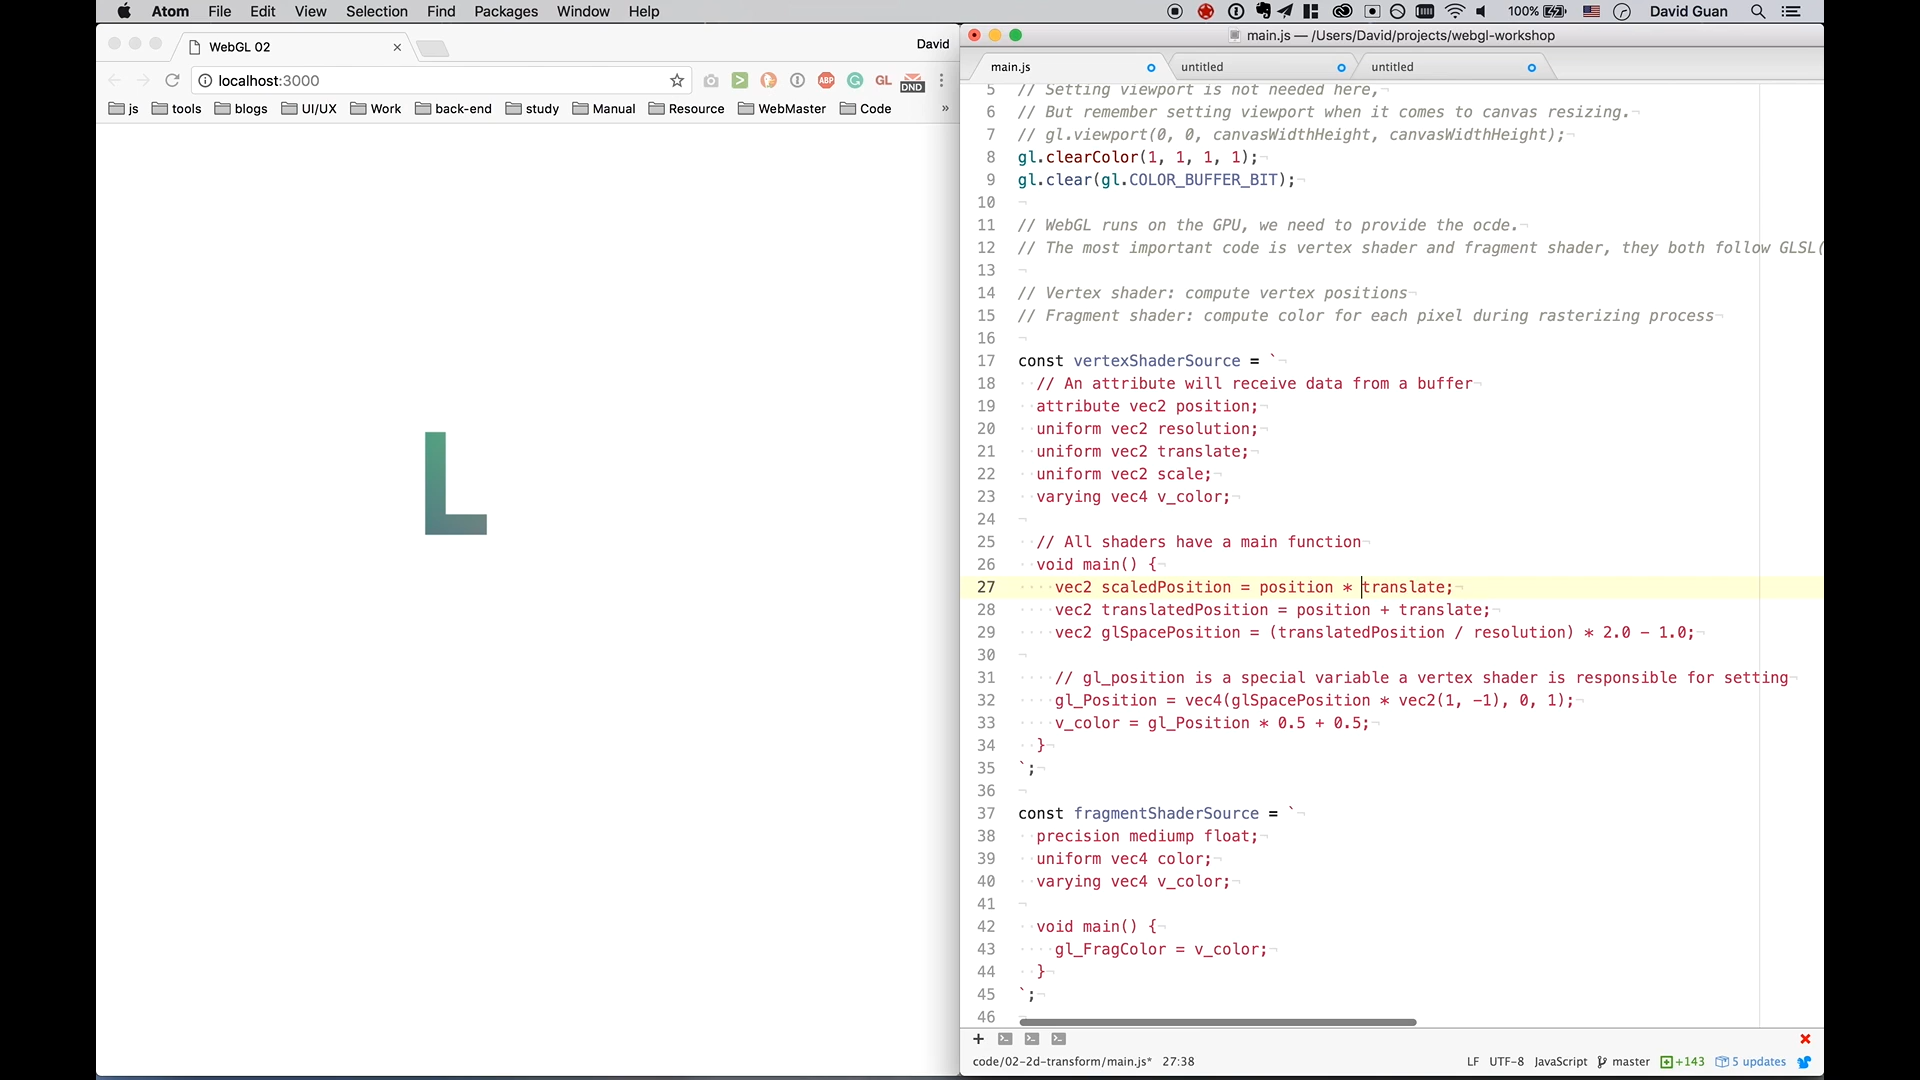 Atom File Edit View Selection Find Packages Window Help 100% David Guan
WebGL 02
David
localhost:3000
ABP GL DND
js tools blogs UI/UX Work back-end study Manual Resource WebMaster Code »
main.js — /Users/David/projects/webgl-workshop
main.js untitled untitled
5 // Setting viewport is not needed here,
6 // But remember setting viewport when it comes to canvas resizing.
7 // gl.viewport(0, 0, canvasWidthHeight, canvasWidthHeight);
8 gl.clearColor(1, 1, 1, 1);
9 gl.clear(gl.COLOR_BUFFER_BIT);
10
11 // WebGL runs on the GPU, we need to provide the ocde.
12 // The most important code is vertex shader and fragment shader, they both follow GLSL(
13
14 // Vertex shader: compute vertex positions
15 // Fragment shader: compute color for each pixel during rasterizing process
16
17 const vertexShaderSource = `
18 // An attribute will receive data from a buffer
19 attribute vec2 position;
20 uniform vec2 resolution;
21 uniform vec2 translate;
22 uniform vec2 scale;
23 varying vec4 v_color;
24
25 // All shaders have a main function
26 void main() {
27 vec2 scaledPosition = position * translate;
28 vec2 translatedPosition = position + translate;
29 vec2 glSpacePosition = (translatedPosition / resolution) * 2.0 - 1.0;
30
31 // gl_position is a special variable a vertex shader is responsible for setting
32 gl_Position = vec4(glSpacePosition * vec2(1, -1), 0, 1);
33 v_color = gl_Position * 0.5 + 0.5;
34 }
35 `;
36
37 const fragmentShaderSource = `
38 precision mediump float;
39 uniform vec4 color;
40 varying vec4 v_color;
41
42 void main() {
43 gl_FragColor = v_color;
44 }
45 `;
46
L
code/02-2d-transform/main.js* 27:38 LF UTF-8 JavaScript master +143 5 updates